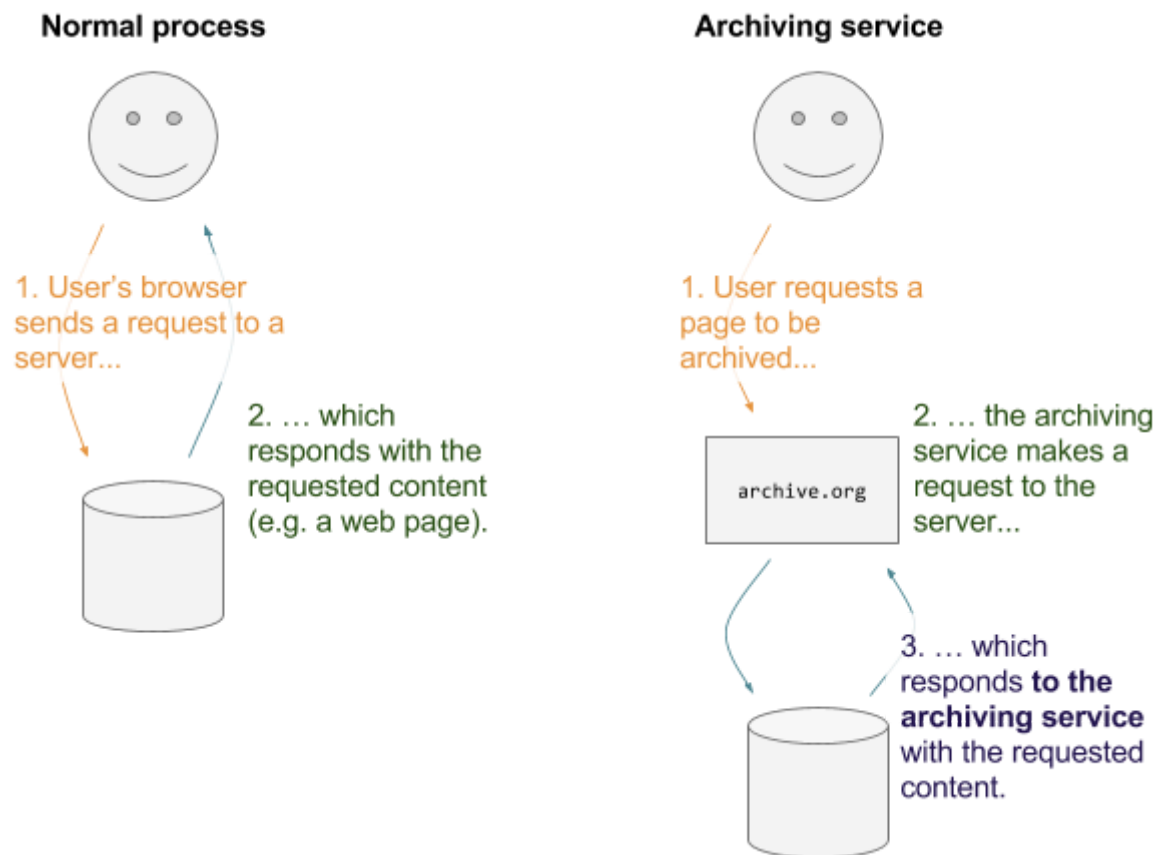 Normal process
1. User’s browser
sends a request to a
server...
2. … which
responds with the
requested content
(e.g. a web page).
Archiving service
1. User requests a
page to be
archived...
archive.org
2. … the archiving
service makes a
request to the
server...
3. … which
responds to the
archiving service
with the requested
content.